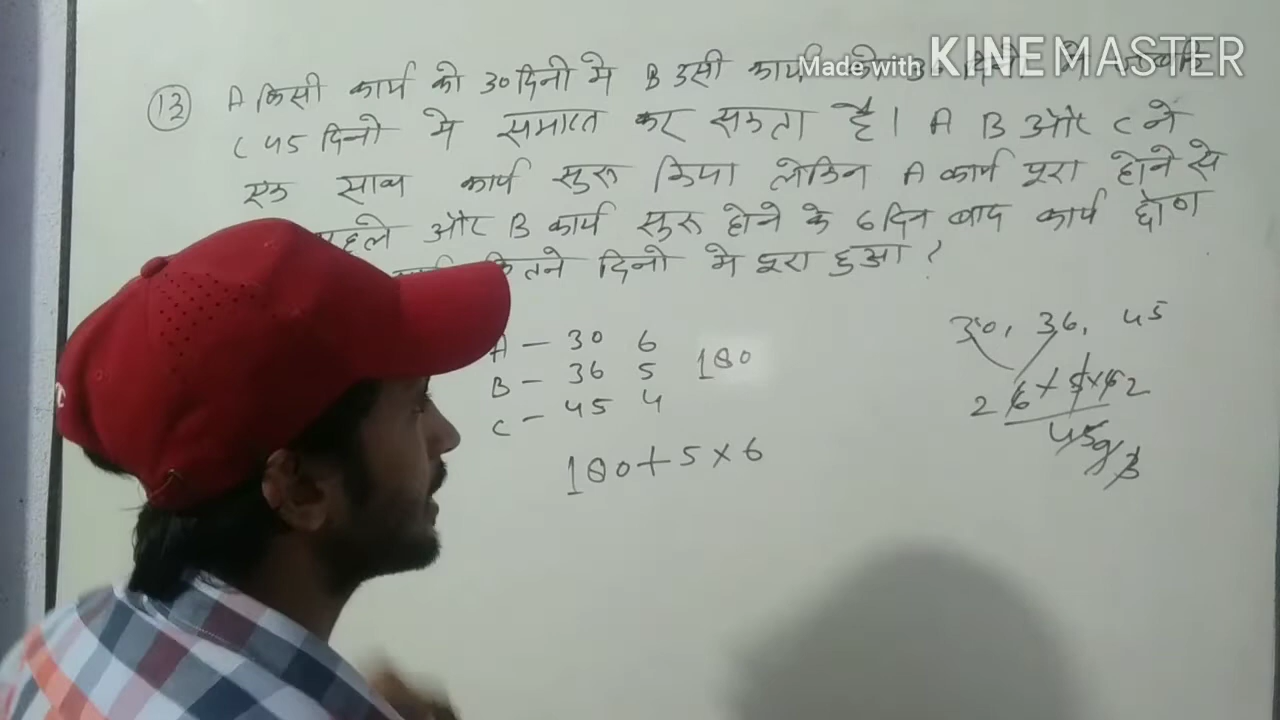 Made with KINEMASTER
(13) A किसी कार्य को 30 दिनो मे B उसी कार्य
C 45 दिनो मे समाप्त कर सकता है। A B और C ने
एक साथ कार्य सुरू किया लेकिन A कार्य पूरा होने से
पहले और B कार्य सुरू होने के 6 दिन बाद कार्य छोण
कितने दिनो मे पूरा हुआ ?
A - 30 6
B - 36 5 180
C - 45 4
180 + 5 × 6
30, 36, 45